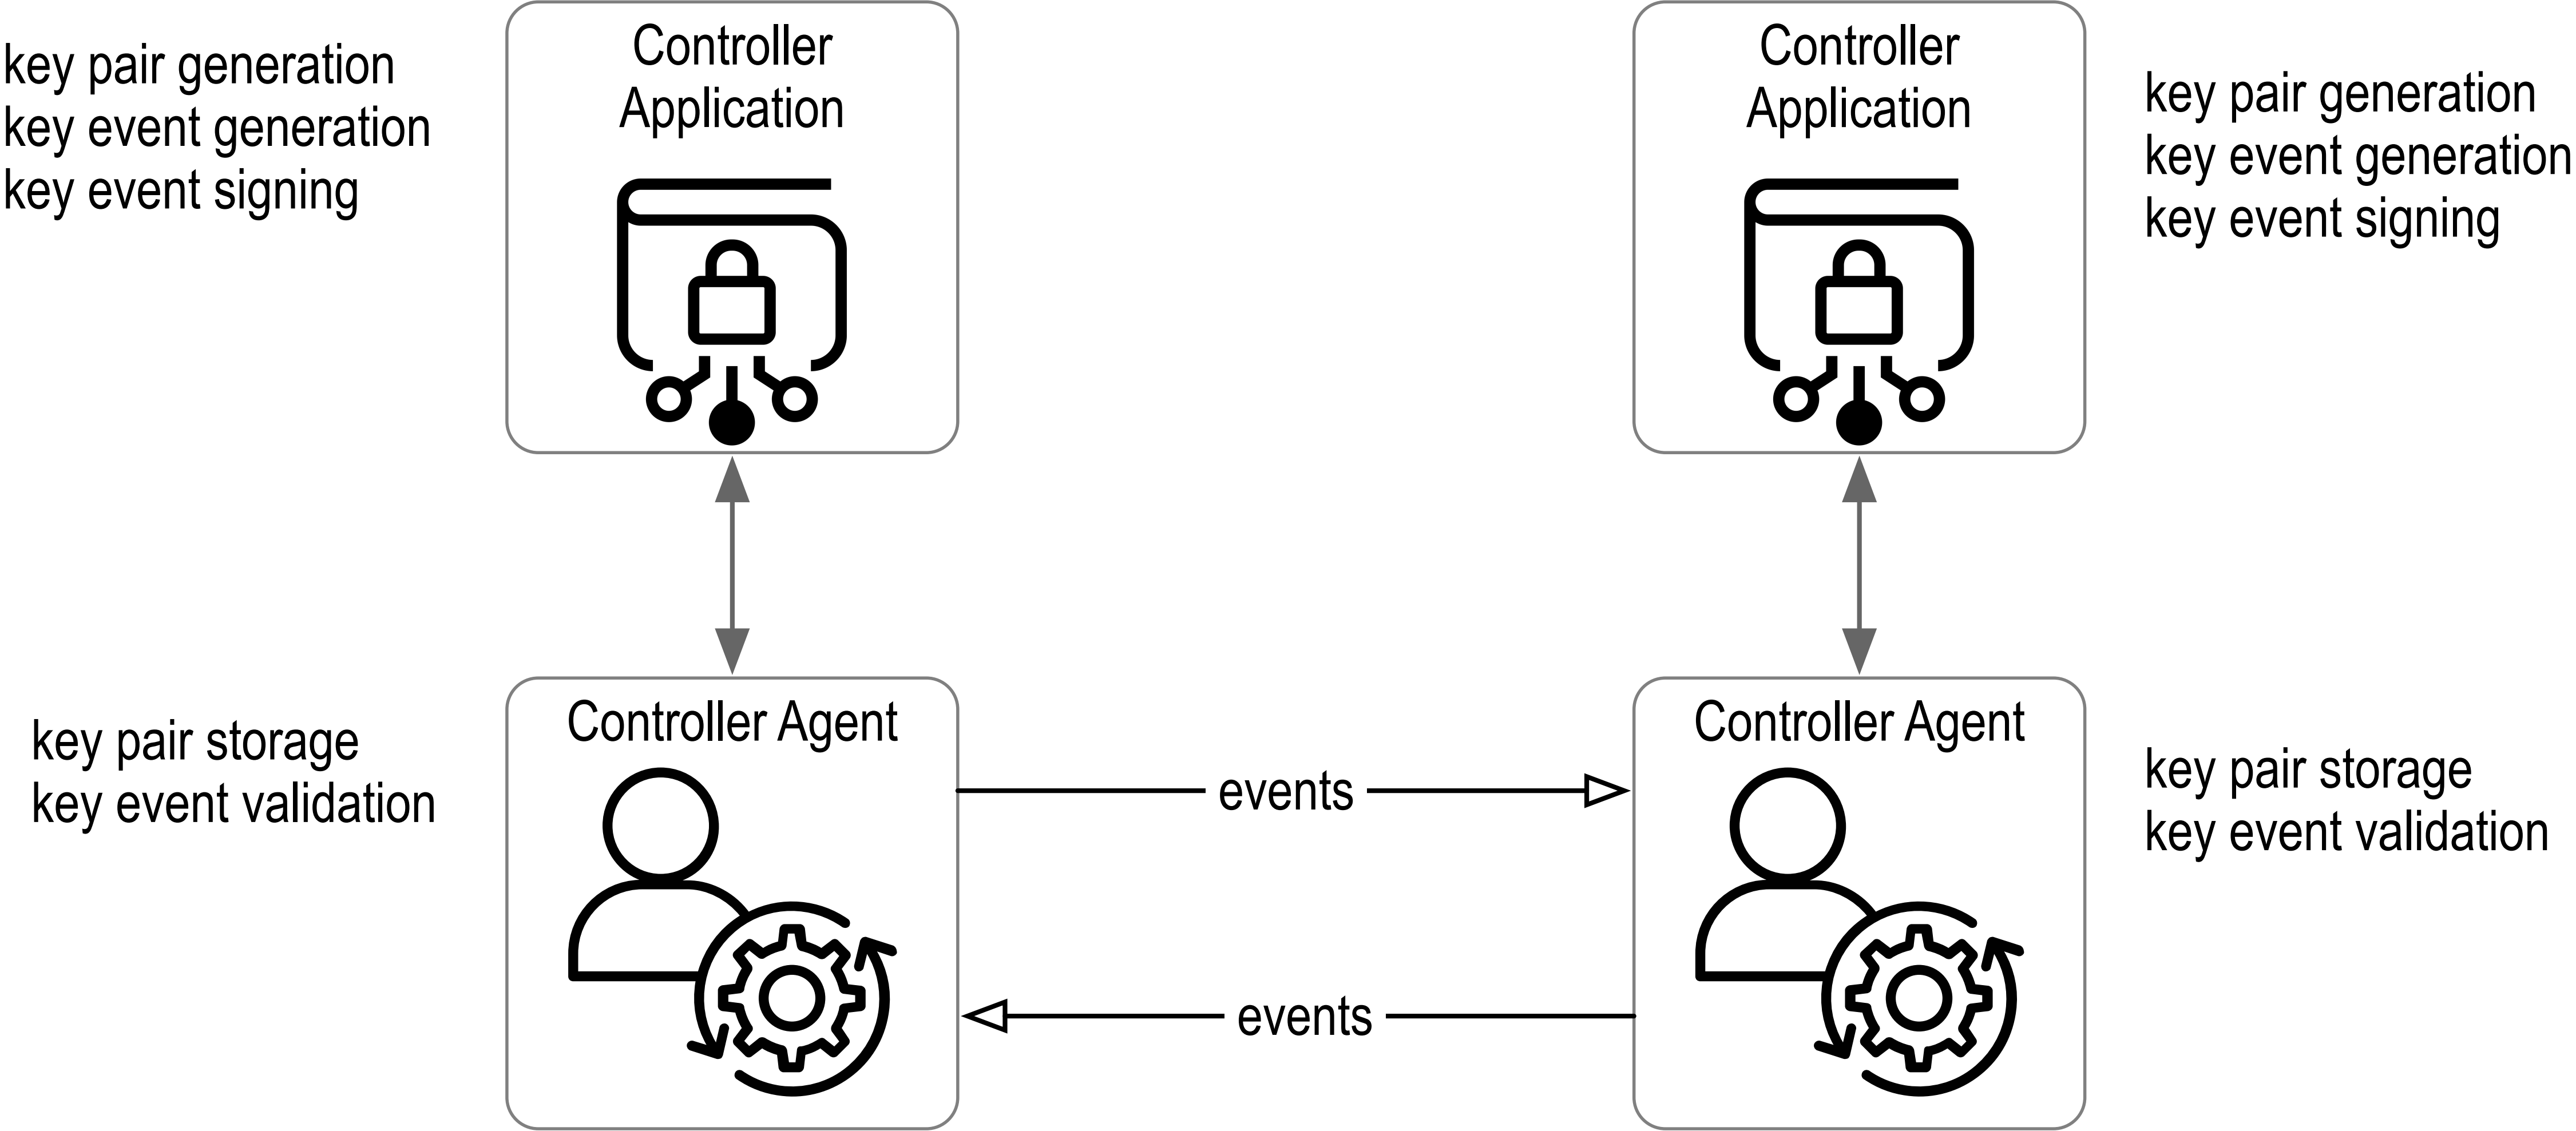 key pair generation
key event generation
key event signing
Controller
Application
Controller
Application
key pair generation
key event generation
key event signing
key pair storage
key event validation
Controller Agent
events
events
Controller Agent
key pair storage
key event validation